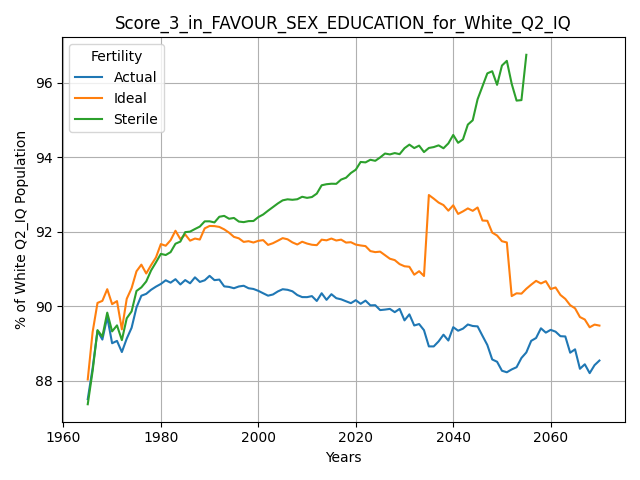 Score_3_in_FAVOUR_SEX_EDUCATION_for_White_Q2_IQ
Fertility
Actual
Ideal
Sterile
% of White Q2_IQ Population
96
94
92
90
88
1960
1980
2000
2020
2040
2060
Years